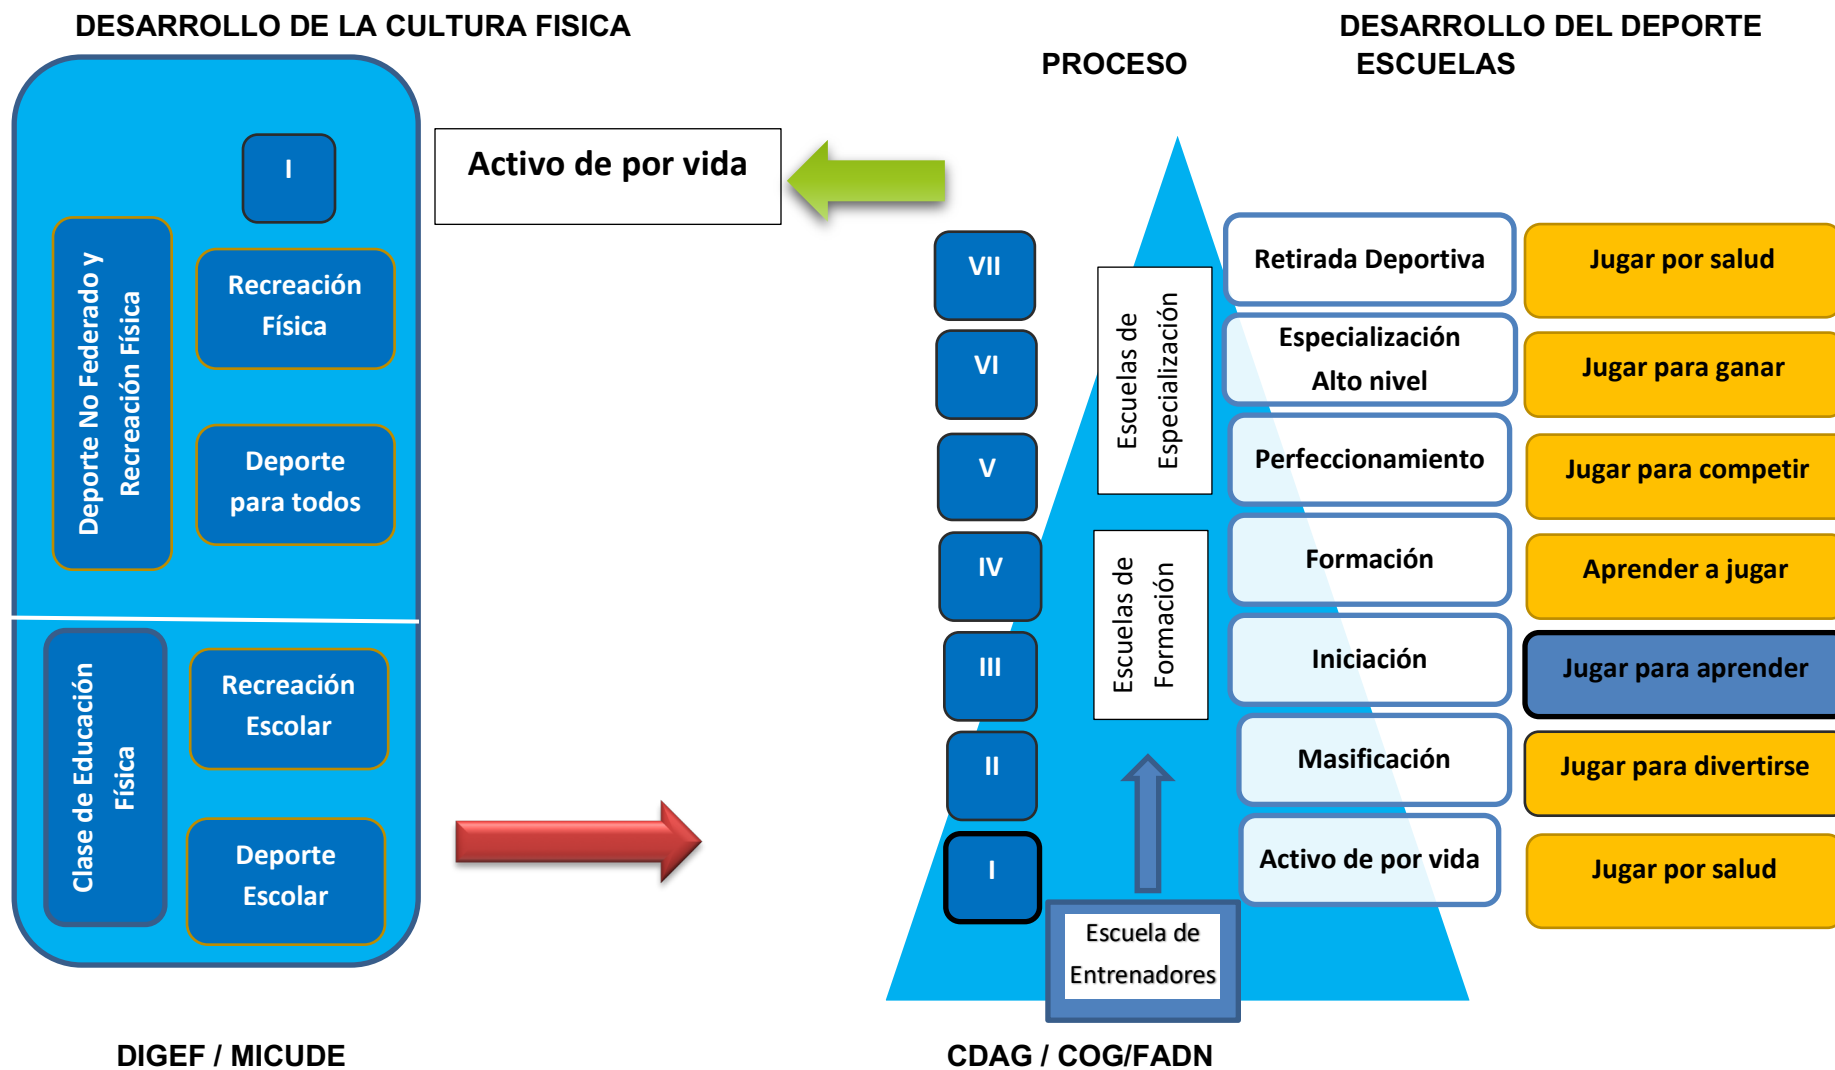 DESARROLLO DE LA CULTURA FISICA
DESARROLLO DEL DEPORTE
PROCESO
ESCUELAS
I
Activo de por vida
Deporte No Federado y
Recreación Física
Recreación
Física
Deporte
para todos
Clase de Educación
Física
Recreación
Escolar
Deporte
Escolar
VII
VI
V
IV
III
II
I
Escuelas de
Especialización
Escuelas de
Formación
Escuela de
Entrenadores
Retirada Deportiva
Jugar por salud
Especialización
Alto nivel
Jugar para ganar
Perfeccionamiento
Jugar para competir
Formación
Aprender a jugar
Iniciación
Jugar para aprender
Masificación
Jugar para divertirse
Activo de por vida
Jugar por salud
DIGEF / MICUDE
CDAG / COG/FADN